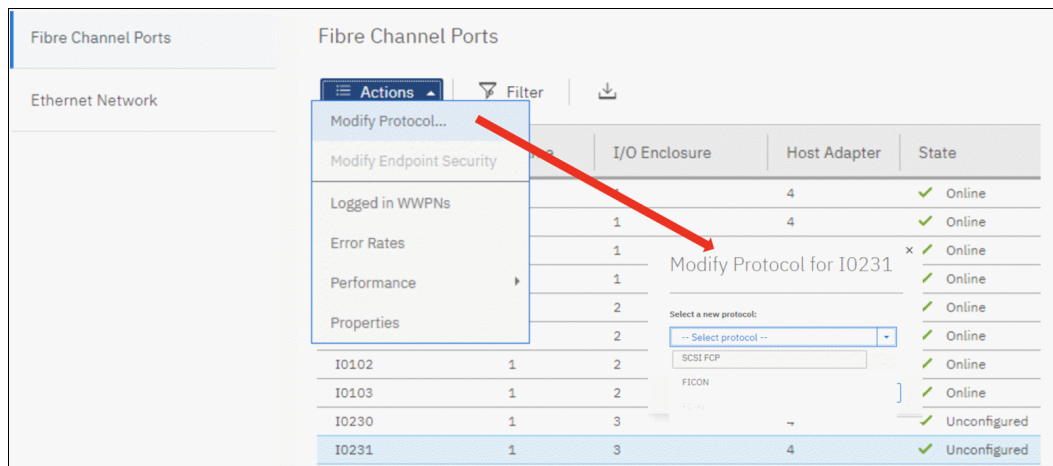 Fibre Channel Ports
Ethernet Network
Fibre Channel Ports
Actions
Filter
Modify Protocol...
Modify Endpoint Security
Logged in WWPNs
Error Rates
Performance
Properties
I/O Enclosure Host Adapter State
4 Online
1 4 Online
1 Online
1 Online
2 Online
2 Online
I0102 1 2 Online
I0103 1 2 Online
I0230 1 3 Unconfigured
I0231 1 3 4 Unconfigured
Modify Protocol for I0231
Select a new protocol:
-- Select protocol --
SCSI FCP
FICON